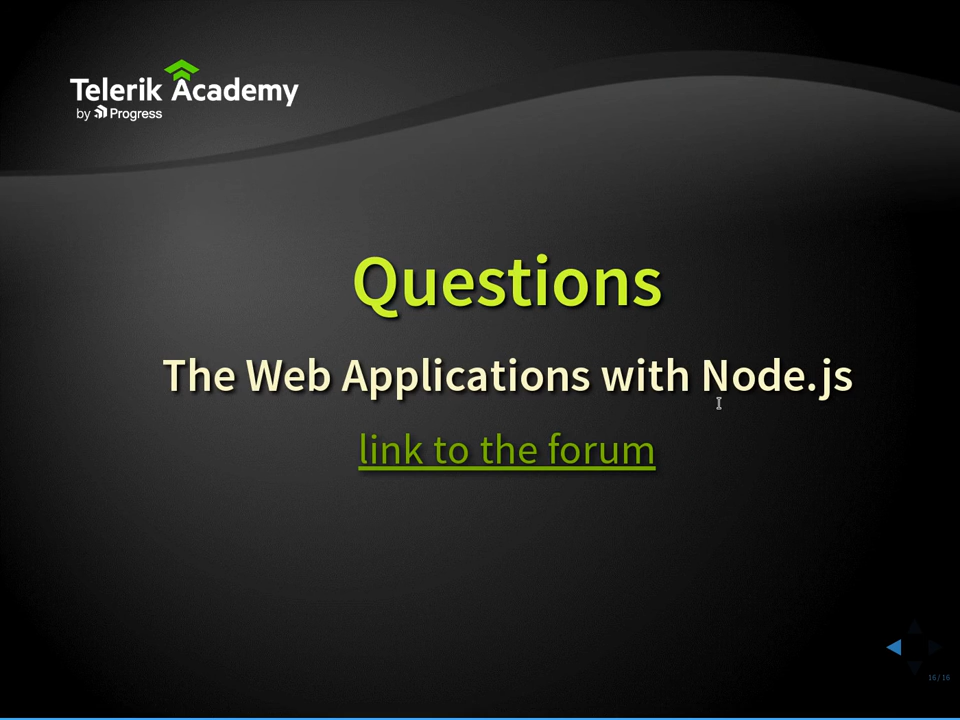 Telerik Academy
by Progress
Questions
The Web Applications with Node.js
link to the forum
16 / 16